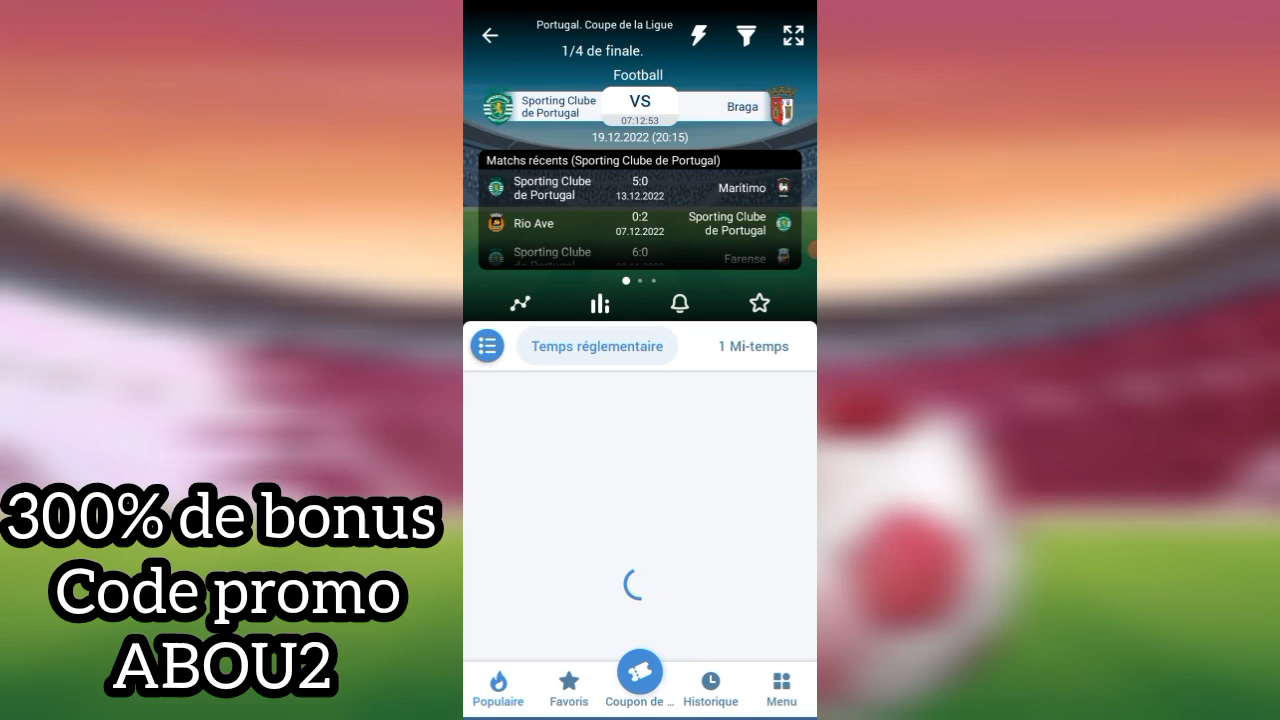 Portugal. Coupe de la Ligue
1/4 de finale.
Football
Sporting Clube
de Portugal
VS
Braga
07:12:53
19.12.2022 (20:15)
Matchs récents (Sporting Clube de Portugal)
Sporting Clube
de Portugal
5:0
13.12.2022
Marítimo
Rio Ave
0:2
07.12.2022
Sporting Clube
de Portugal
Sporting Clube
de Portugal
6:0
Farense
Temps réglementaire
1 Mi-temps
300% de bonus
Code promo
ABOU2
Populaire
Favoris
Coupon de ...
Historique
Menu